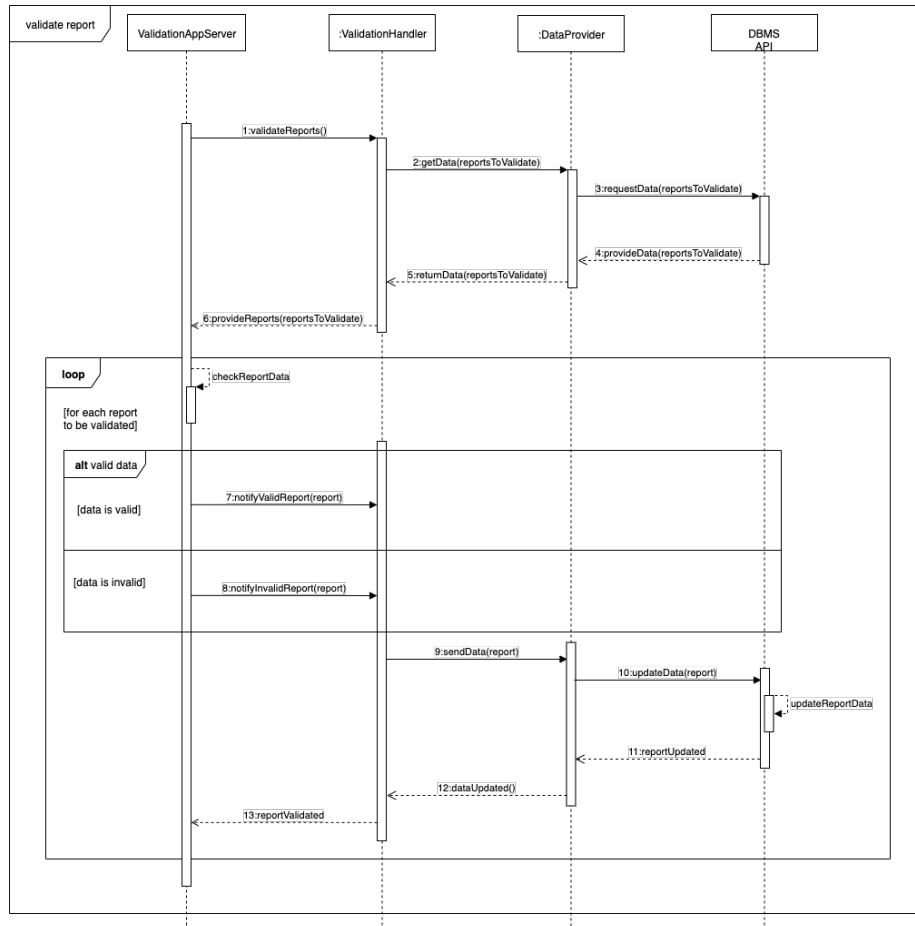 validate report
ValidationAppServer
:ValidationHandler
:DataProvider
DBMS
API
1:validateReports()
2:getData(reportsToValidate)
3:requestData(reportsToValidate)
4:provideData(reportsToValidate)
5:returnData(reportsToValidate)
6:provideReports(reportsToValidate)
loop
checkReportData
[for each report
to be validated]
alt valid data
7:notifyValidReport(report)
[data is valid]
[data is invalid]
8:notifyInvalidReport(report)
9:sendData(report)
10:updateData(report)
updateReportData
11:reportUpdated
12:dataUpdated()
13:reportValidated